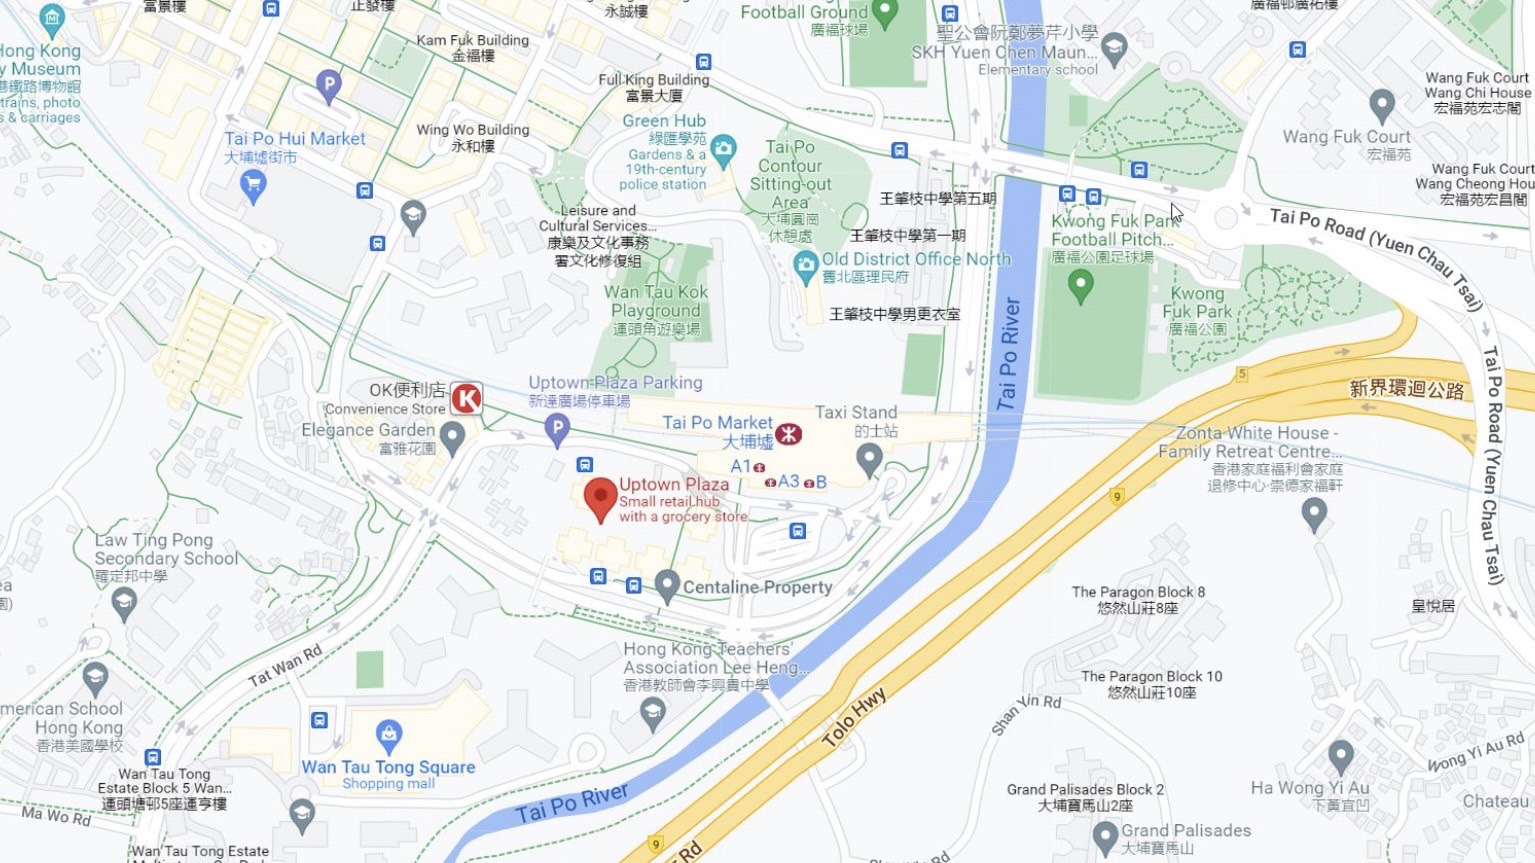 富景樓
正發樓
永誠樓
Football Ground
廣福球場
聖公會阮鄭夢芹小學
SKH Yuen Chen Maun...
Elementary school
廣福邨廣祐樓
Hong Kong
y Museum
港鐵路博物館
trains, photo
s & carriages
Kam Fuk Building
金福樓
Full King Building
富景大廈
Wang Fuk Court
Wang Chi House
宏福苑宏志閣
Wang Fuk Court
宏福苑
Wang Fuk Court
Wang Cheong Hou
宏福苑宏昌閣
P
Tai Po Hui Market
大埔墟街市
Wing Wo Building
永和樓
Green Hub
綠匯學苑
Gardens & a
19th-century
police station
Tai Po
Contour
Sitting-out
Area
大埔圓崗
休憩處
王肇枝中學第五期
王肇枝中學第一期
Kwong Fuk Park
Football Pitch...
廣福公園足球場
Tai Po Road (Yuen Chau Tsai)
Leisure and
Cultural Services...
康樂及文化事務
署文化修復組
Old District Office North
舊北區理民府
王肇枝中學男更衣室
Wan Tau Kok
Playground
運頭角遊樂場
Kwong
Fuk Park
廣福公園
Tai Po River
Tai Po Road (Yuen Chau Tsai)
5
新界環迴公路
OK便利店
Convenience Store
K
Elegance Garden
富雅花園
Uptown Plaza Parking
新達廣場停車場
P
Tai Po Market
大埔墟
Taxi Stand
的士站
A1
A3
B
Uptown Plaza
Small retail hub
with a grocery store
Zonta White House -
Family Retreat Centre...
香港家庭福利會家庭
退修中心·崇德家福軒
9
Law Ting Pong
Secondary School
羅定邦中學
Centaline Property
The Paragon Block 8
悠然山莊8座
皇悅居
Tat Wan Rd
Hong Kong Teachers'
Association Lee Heng...
香港教師會李興貴中學
The Paragon Block 10
悠然山莊10座
merican School
Hong Kong
香港美國學校
Tolo Hwy
Shan Yin Rd
Wan Tau Tong Square
Shopping mall
Wan Tau Tong
Estate Block 5 Wan...
運頭塘邨5座運亨樓
Ma Wo Rd
Tai Po River
Grand Palisades Block 2
大埔寶馬山2座
Ha Wong Yi Au
下黃宜凹
Wong Yi Au Rd
Chateau
Grand Palisades
大埔寶馬山
9
Wan Tau Tong Estate